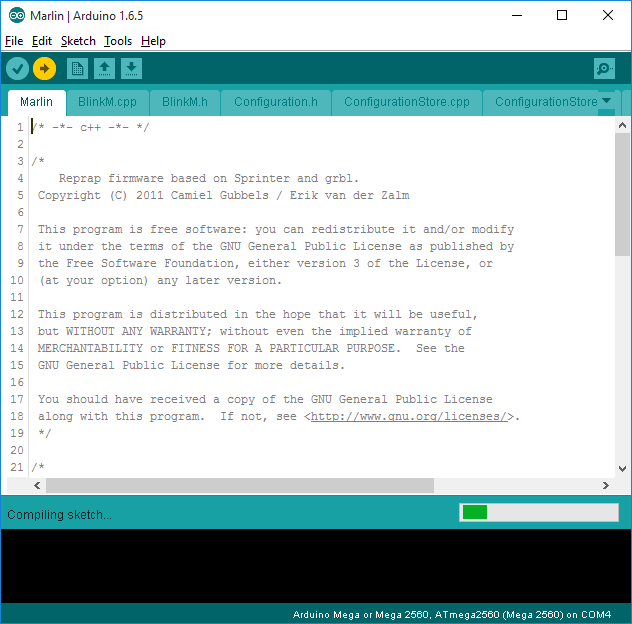 Marlin | Arduino 1.6.5
File Edit Sketch Tools Help
Marlin BlinkM.cpp BlinkM.h Configuration.h ConfigurationStore.cpp ConfigurationStore
1 /* -*- c++ -*- */
2
3 /*
4 Reprap firmware based on Sprinter and grbl.
5 Copyright (C) 2011 Camiel Gubbels / Erik van der Zalm
6
7 This program is free software: you can redistribute it and/or modify
8 it under the terms of the GNU General Public License as published by
9 the Free Software Foundation, either version 3 of the License, or
10 (at your option) any later version.
11
12 This program is distributed in the hope that it will be useful,
13 but WITHOUT ANY WARRANTY; without even the implied warranty of
14 MERCHANTABILITY or FITNESS FOR A PARTICULAR PURPOSE.  See the
15 GNU General Public License for more details.
16
17 You should have received a copy of the GNU General Public License
18 along with this program.  If not, see <http://www.gnu.org/licenses/>.
19 */
20
21 /*
Compiling sketch...
Arduino Mega or Mega 2560, ATmega2560 (Mega 2560) on COM4